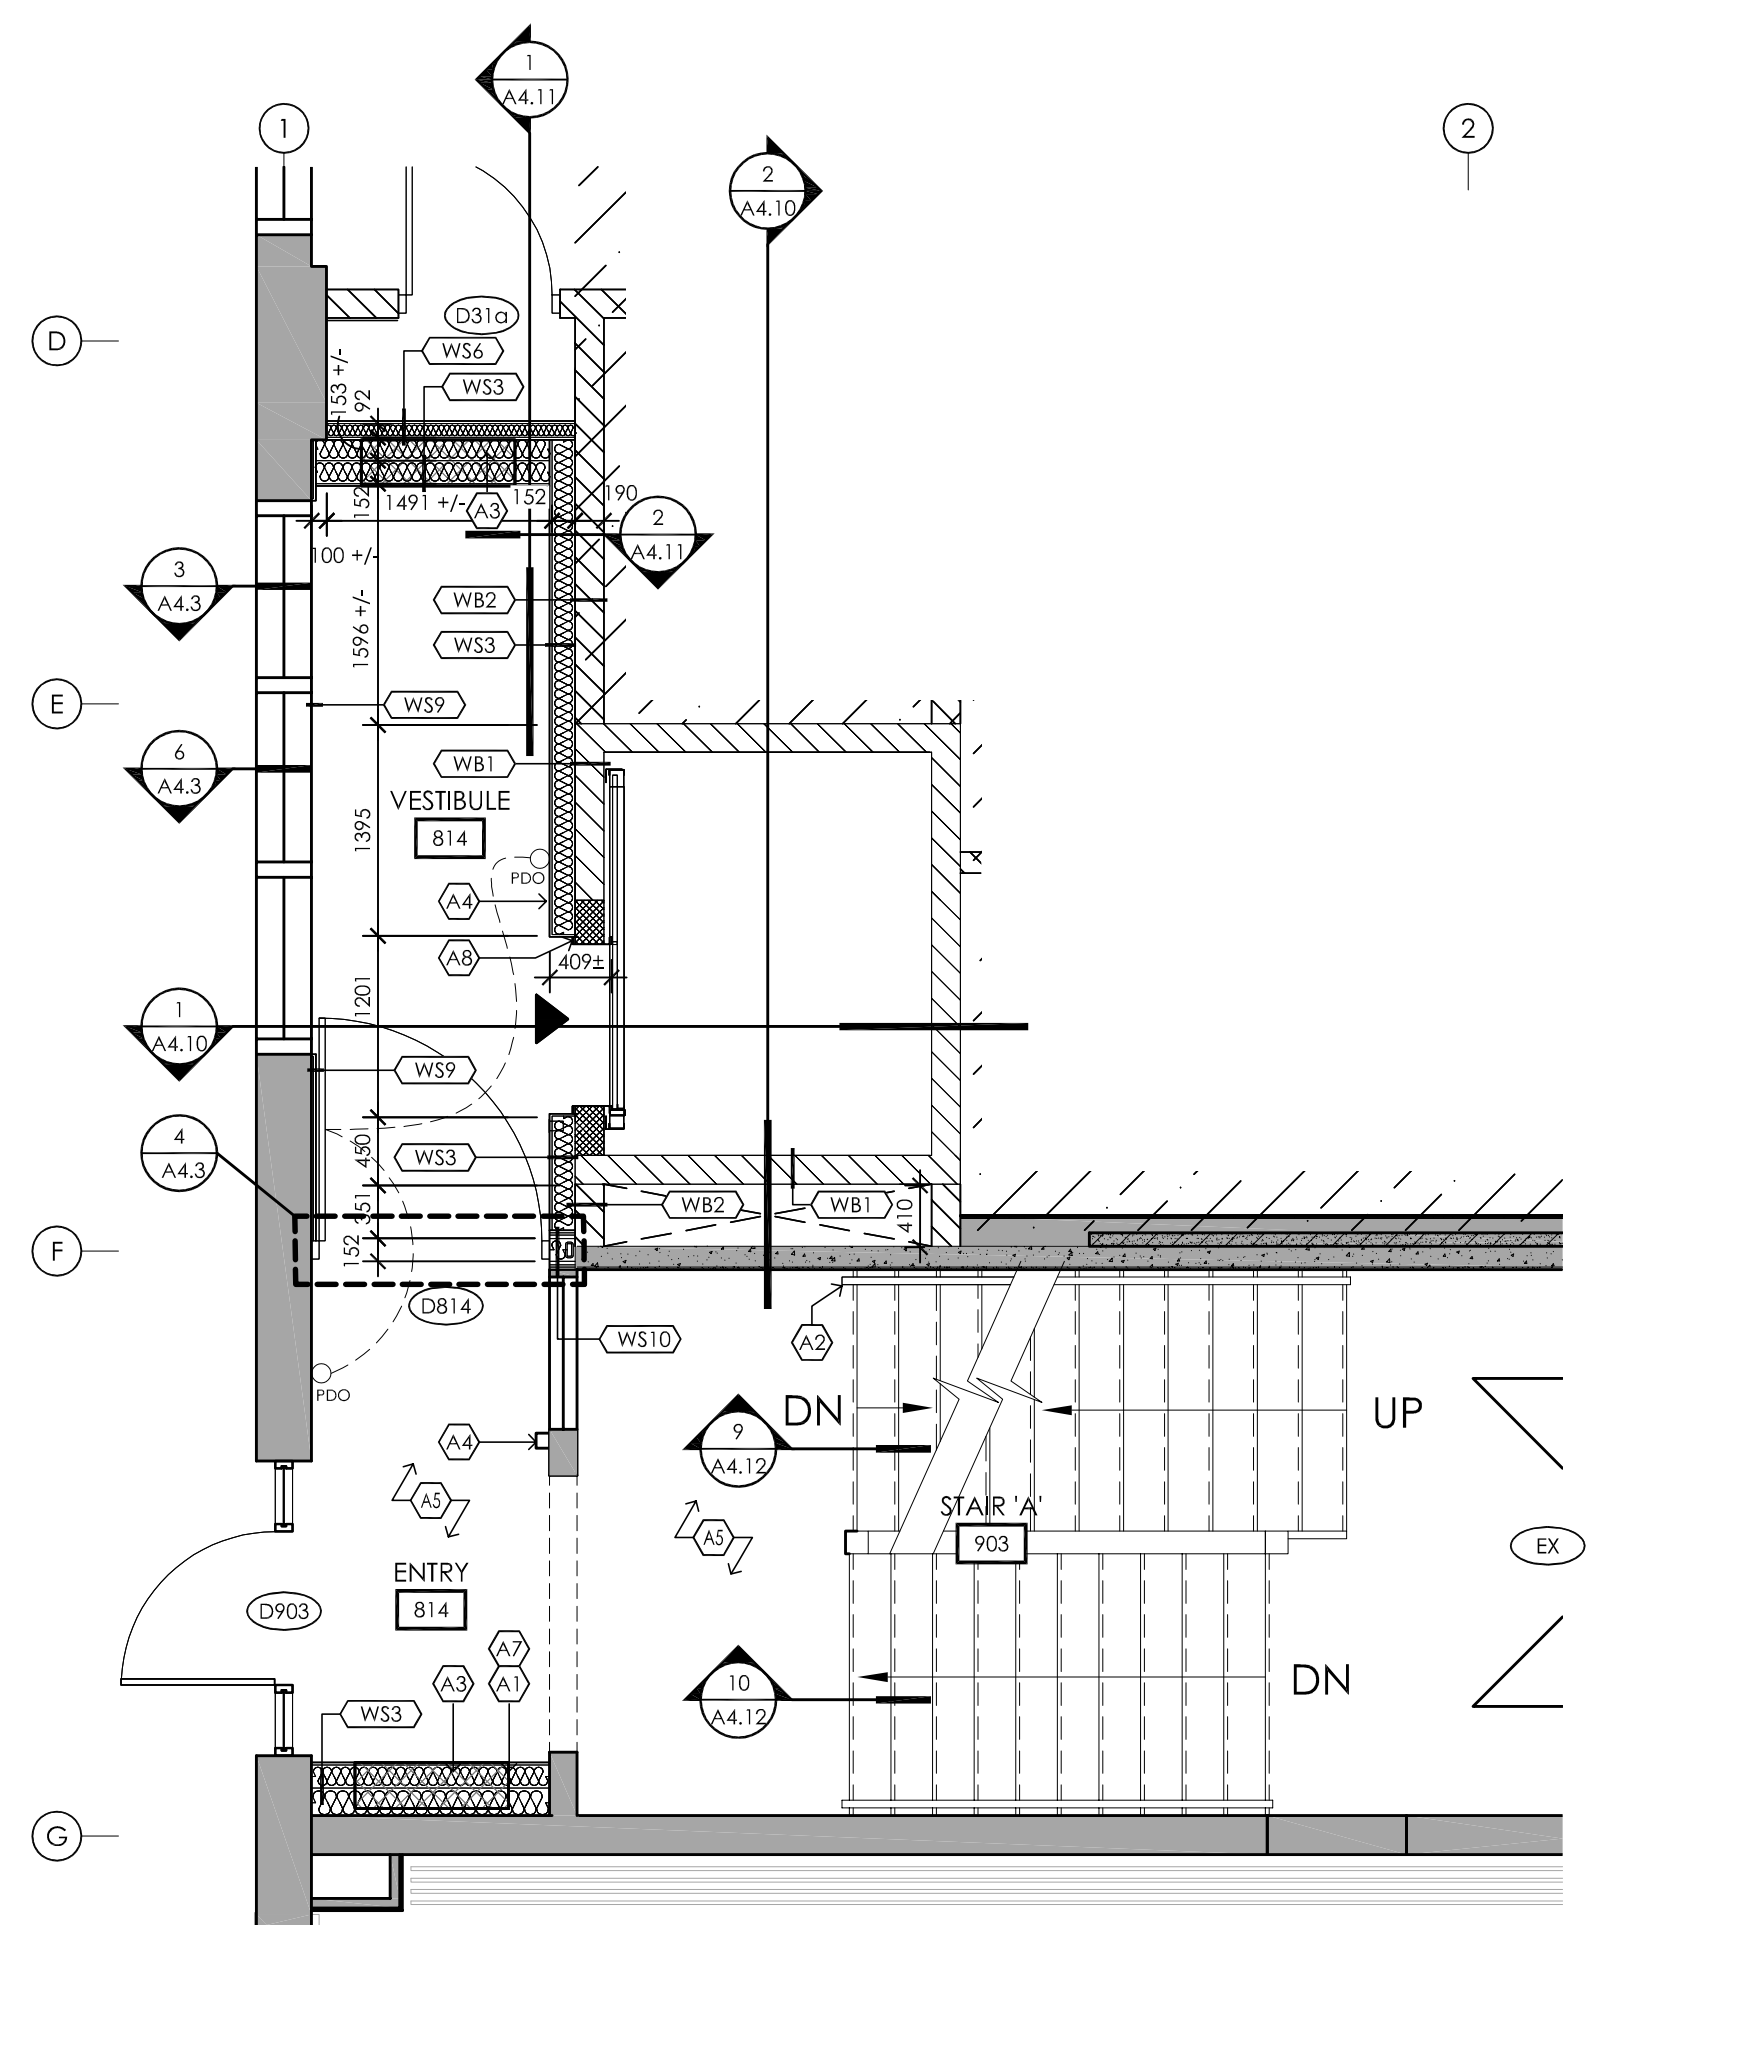 1
A4.11
1
2
2
A4.10
D31a
D
WS6
WS3
153 +/-
92
152
1491 +/-
A3
152
190
2
A4.11
100 +/-
3
A4.3
WB2
1596 +/-
WS3
E
WS9
6
A4.3
WB1
VESTIBULE
814
1395
PDO
A4
A8
409±
1201
1
A4.10
WS9
4
A4.3
450
WS3
351
WB2
WB1
410
F
152
D814
WS10
A2
PDO
DN
UP
A4
9
A4.12
A5
A5
STAIR 'A'
903
EX
ENTRY
814
D903
A7
A3
A1
10
A4.12
DN
WS3
G